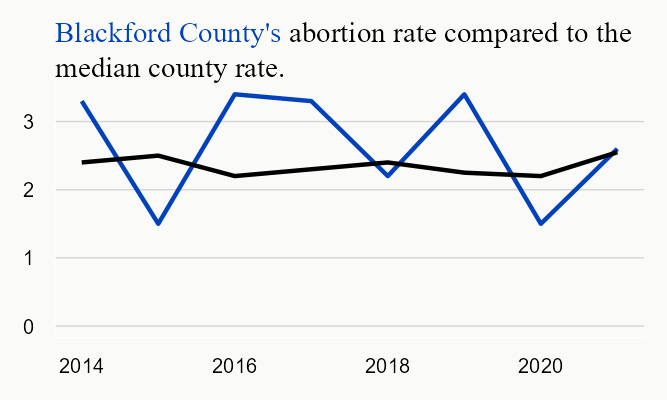 Blackford County's abortion rate compared to the
median county rate.
3
2
1
0
2014 2016 2018 2020